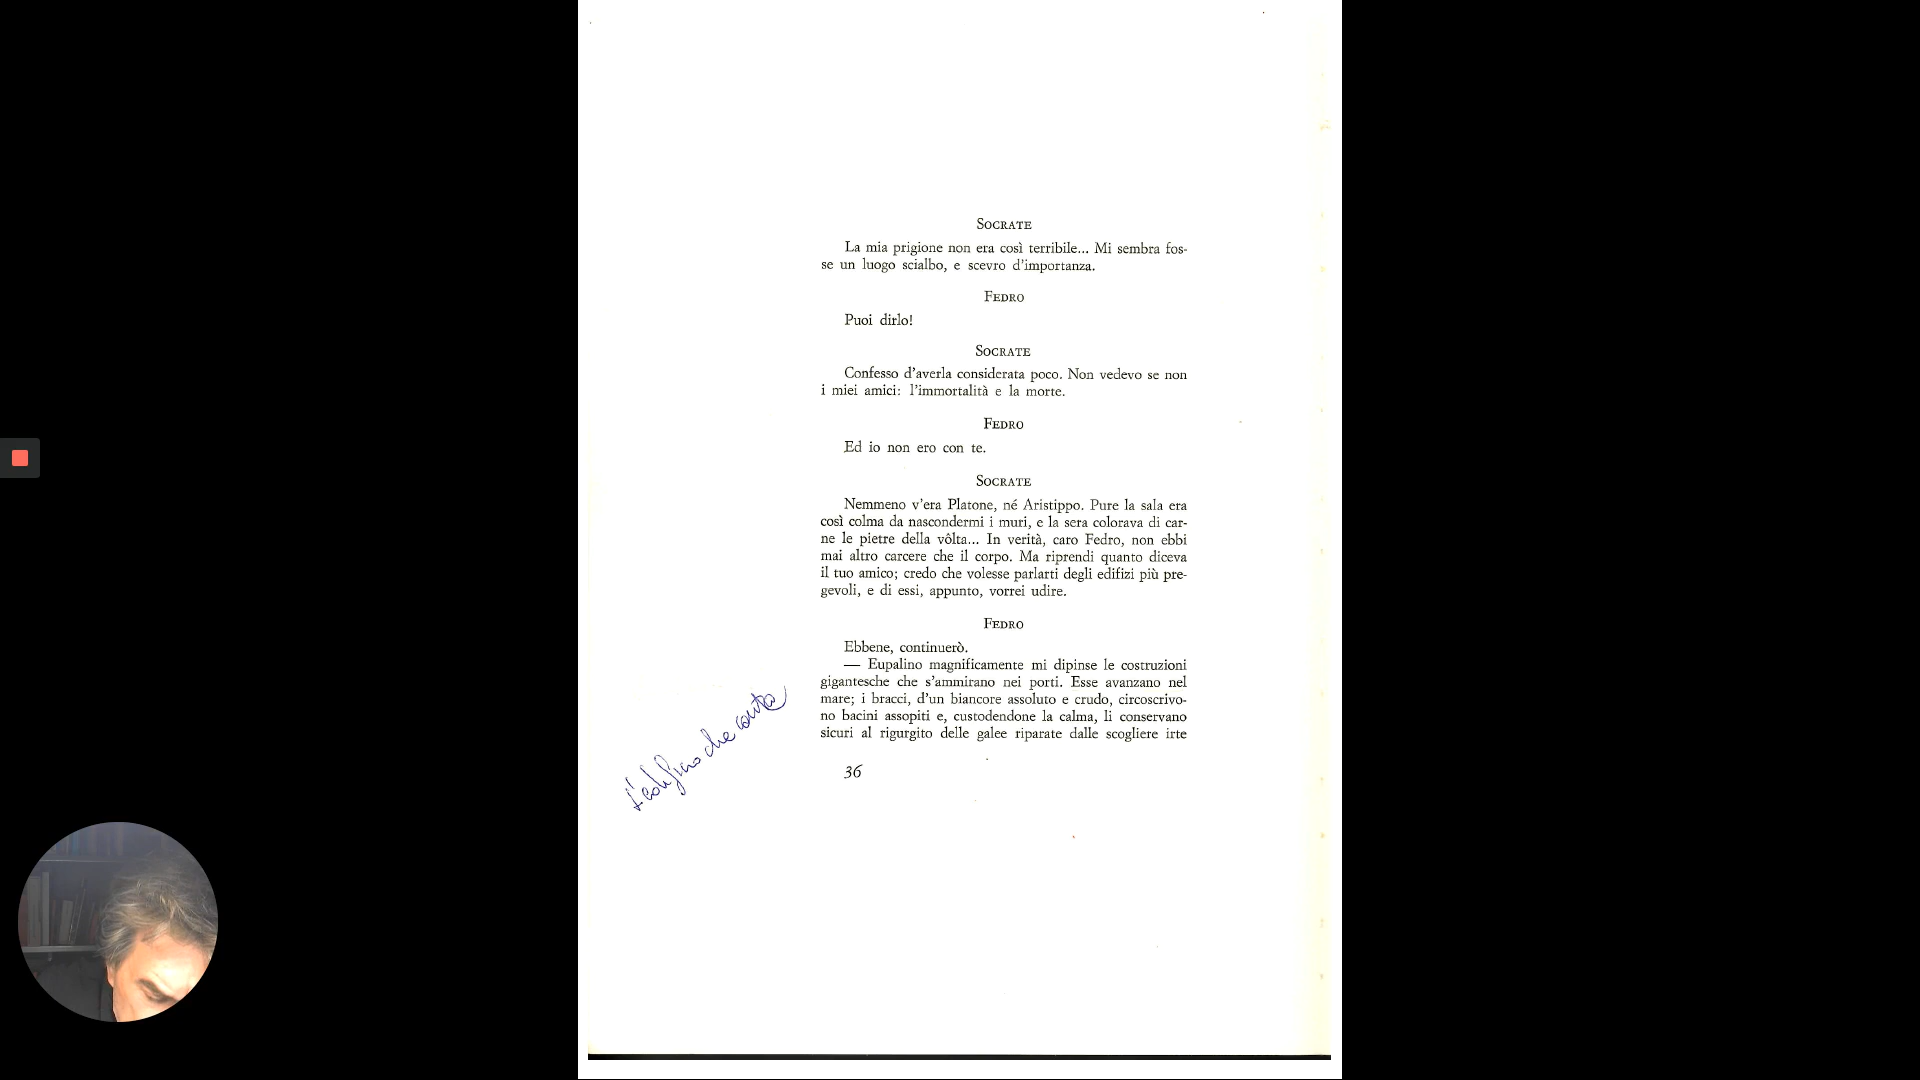 SOCRATE
La mia prigione non era così terribile... Mi sembra fos-
se un luogo scialbo, e scevro d'importanza.
FEDRO
Puoi dirlo!
SOCRATE
Confesso d'averla considerata poco. Non vedevo se non
i miei amici: l'immortalità e la morte.
FEDRO
Ed io non ero con te.
SOCRATE
Nemmeno v'era Platone, né Aristippo. Pure la sala era
così colma da nascondermi i muri, e la sera colorava di car-
ne le pietre della vôlta... In verità, caro Fedro, non ebbi
mai altro carcere che il corpo. Ma riprendi quanto diceva
il tuo amico; credo che volesse parlarti degli edifizi più pre-
gevoli, e di essi, appunto, vorrei udire.
FEDRO
Ebbene, continuerò.
— Eupalino magnificamente mi dipinse le costruzioni
gigantesche che s'ammirano nei porti. Esse avanzano nel
mare; i bracci, d'un biancore assoluto e crudo, circoscrivo-
no bacini assopiti e, custodendone la calma, li conservano
sicuri al rigurgito delle galee riparate dalle scogliere irte
L'edificio che canta
36